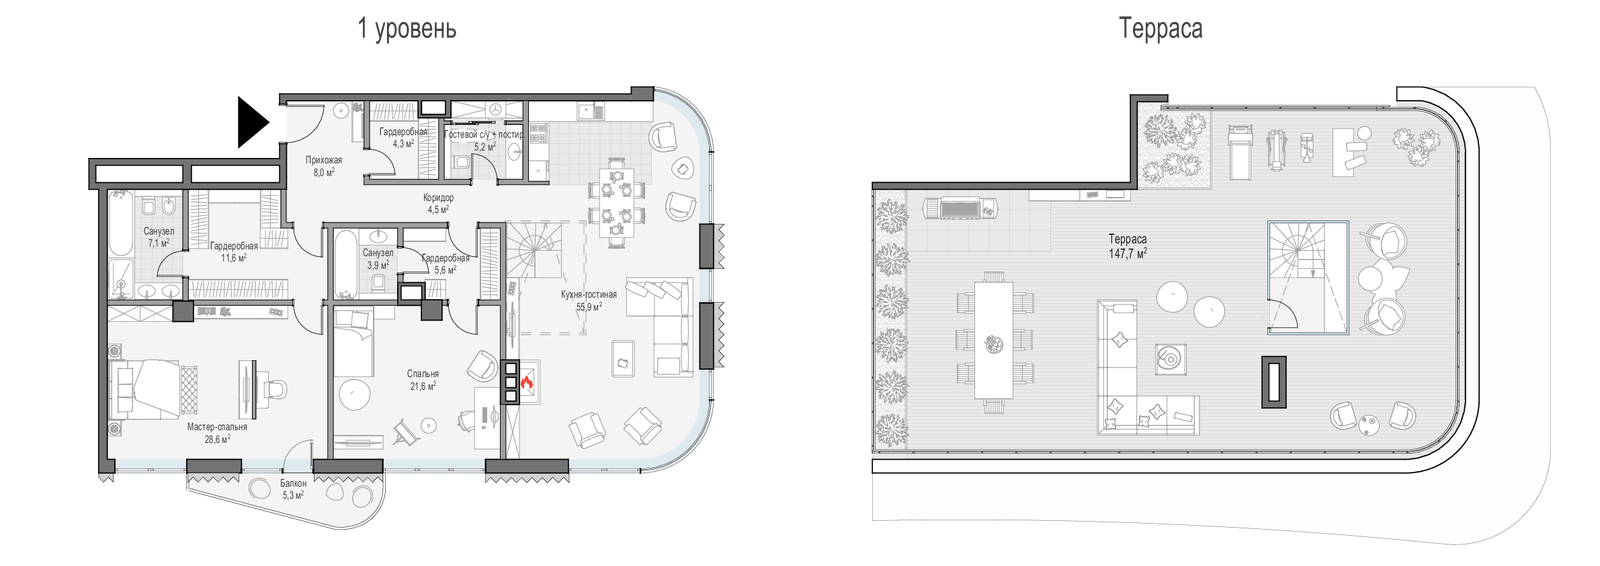 1 уровень
Терраса
Гардеробная
4,3 м²
Гостевой с/у + постир.
5,2 м²
Прихожая
8,0 м²
Коридор
4,5 м²
Санузел
7,1 м²
Гардеробная
11,6 м²
Санузел
3,9 м²
Гардеробная
5,6 м²
Кухня-гостиная
55,9 м²
Спальня
21,6 м²
Мастер-спальня
28,6 м²
Балкон
5,3 м²
Терраса
147,7 м²